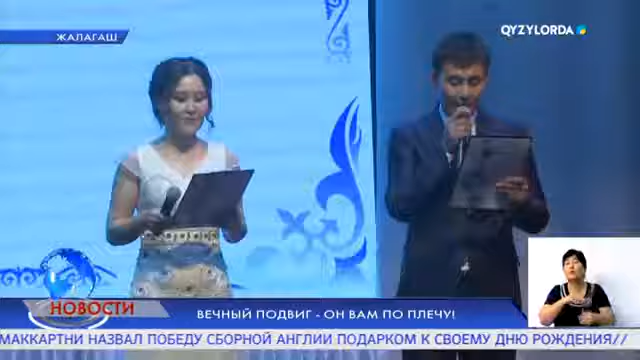 ЖАЛАГАШ
QYZYLORDA
НОВОСТИ
ВЕЧНЫЙ ПОДВИГ - ОН ВАМ ПО ПЛЕЧУ!
МАККАРТНИ НАЗВАЛ ПОБЕДУ СБОРНОЙ АНГЛИИ ПОДАРКОМ К СВОЕМУ ДНЮ РОЖДЕНИЯ//